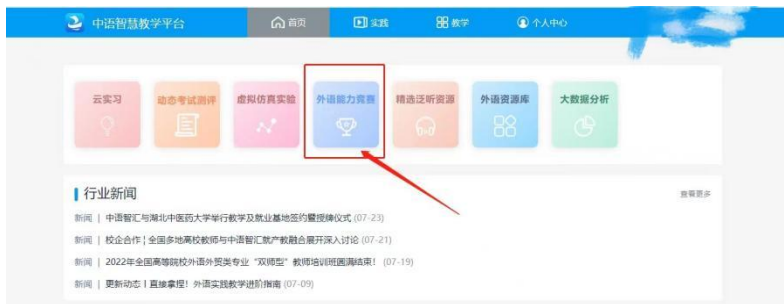 中语智慧教学平台 首页 实践 教学 个人中心
云实习 动态考试测评 虚拟仿真实验 外语能力竞赛 精选泛听资源 外语资源库 大数据分析
行业新闻 查看更多
新闻 | 中语智汇与湖北中医药大学举行教学及就业基地签约暨授牌仪式 (07-23)
新闻 | 校企合作 ¦ 全国多地高校教师与中语智汇就产教融合展开深入讨论 (07-21)
新闻 | 2022年全国高等院校外语外贸类专业“双师型”教师培训班圆满结束! (07-19)
新闻 | 更新动态丨直接拿捏!外语实践教学进阶指南 (07-09)